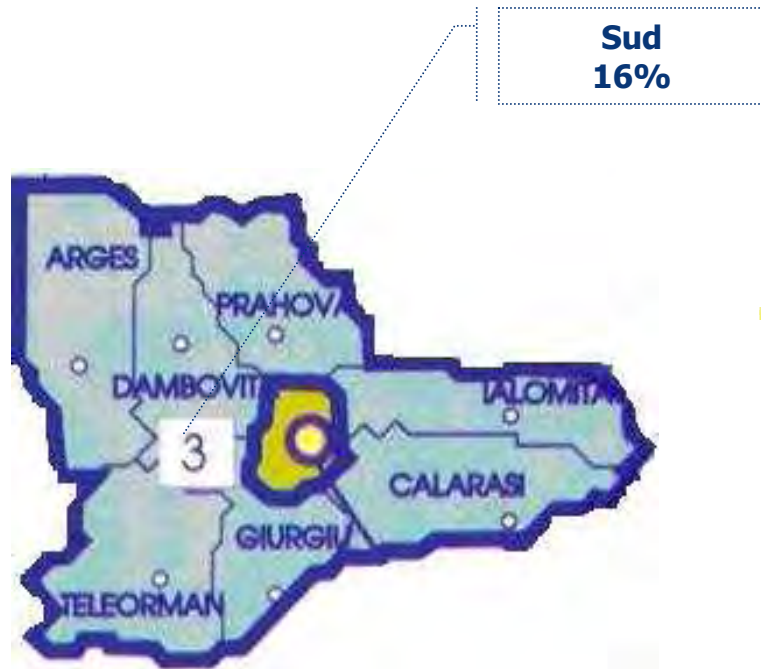 Sud
16%
ARGES
PRAHOVA
DAMBOVIT
IALOMITA
3
CALARASI
GIURGIU
TELEORMAN